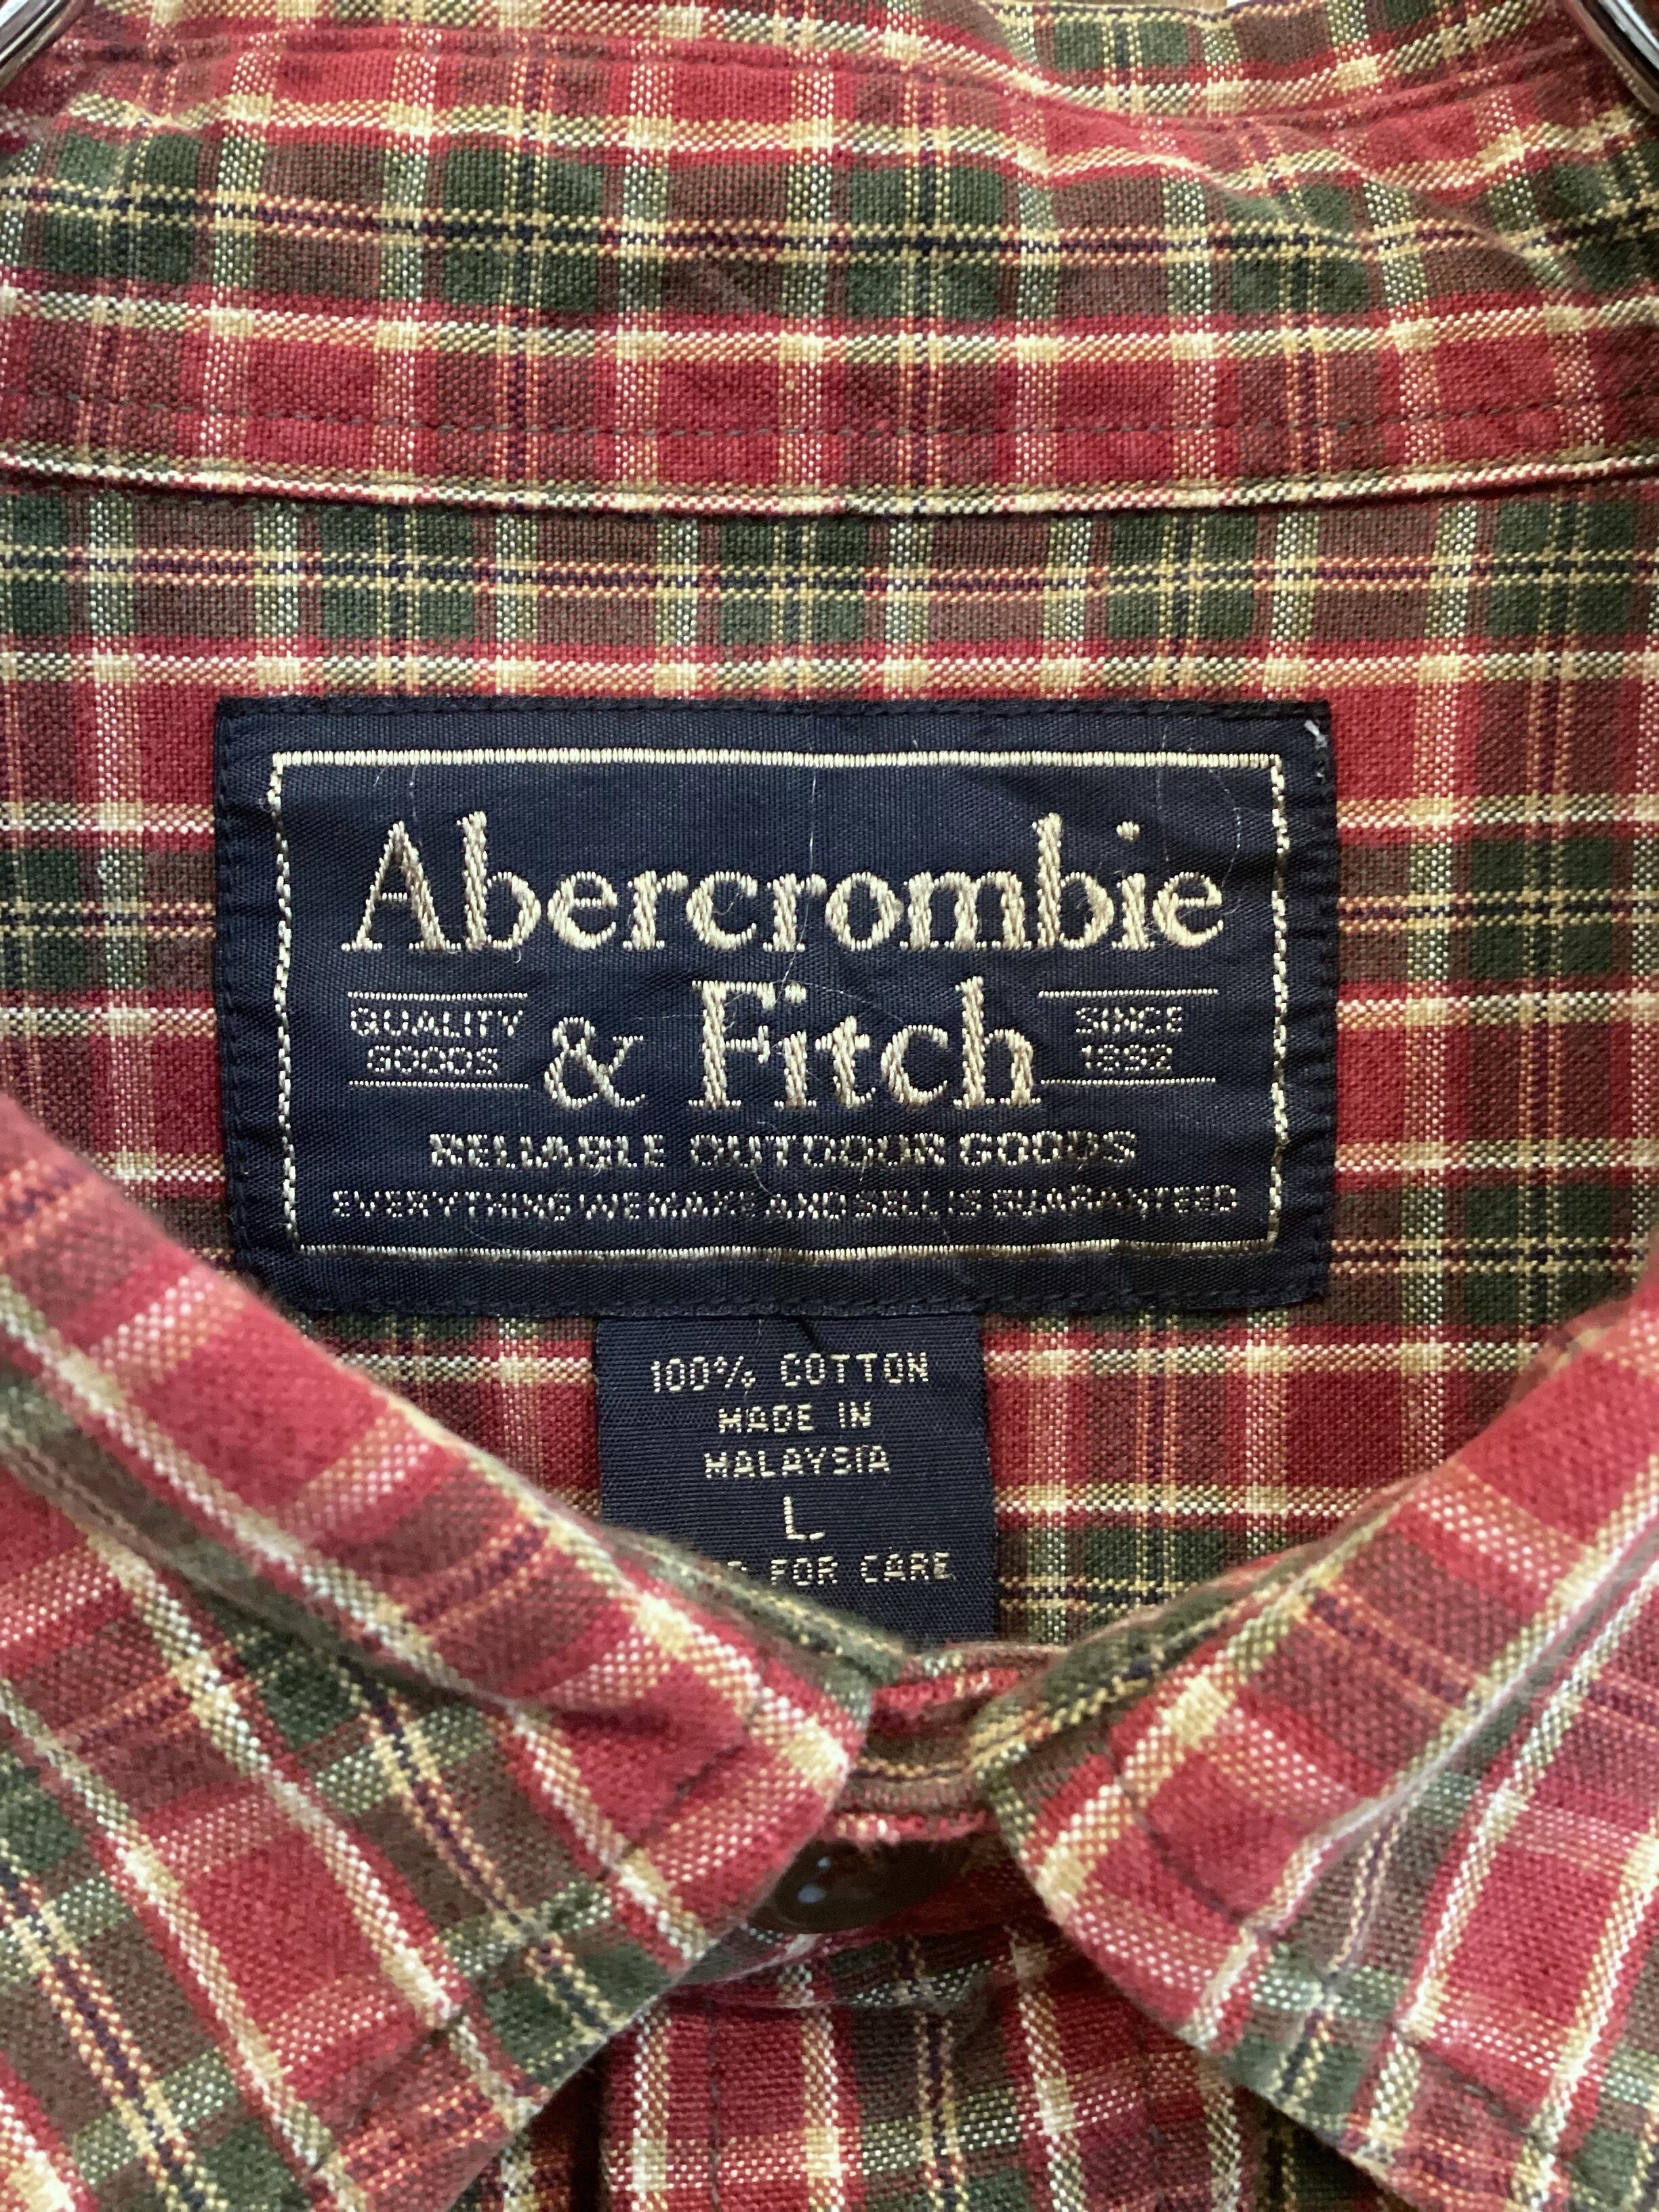 Abercrombie
& Fitch
QUALITY
GOODS
SINCE
1892
RELIABLE OUTDOOR GOODS
EVERYTHING WE MAKE AND SELL IS GUARANTEED
100% COTTON
MADE IN
MALAYSIA
L
FOR CARE